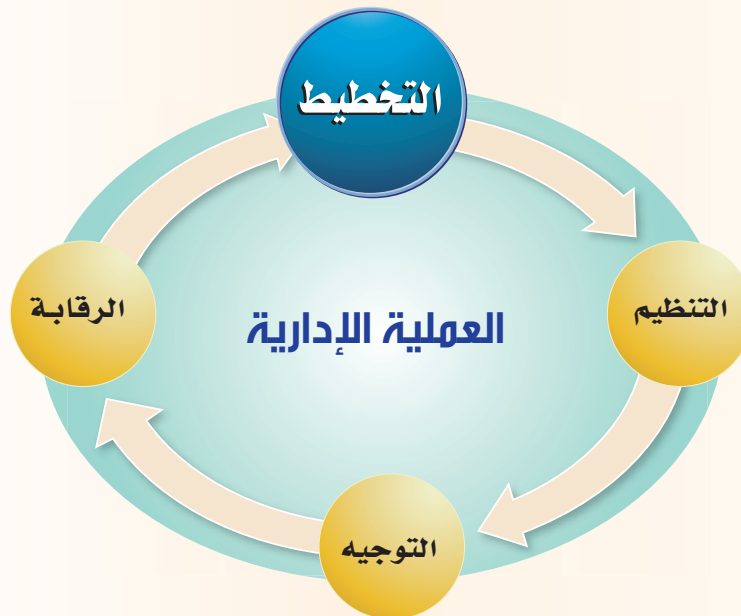 التخطيط
التنظيم
العملية الإدارية
الرقابة
التوجيه